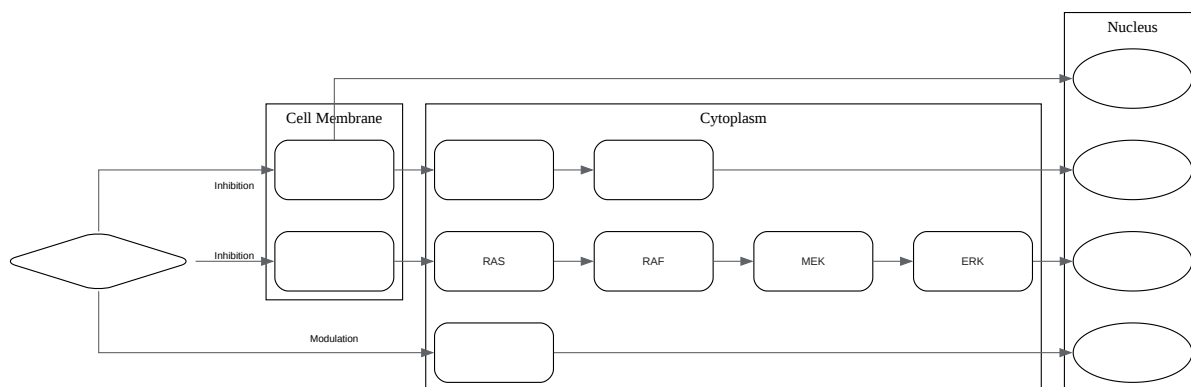 Nucleus
Cell Membrane
Cytoplasm
Inhibition
Inhibition
RAS
RAF
MEK
ERK
Modulation